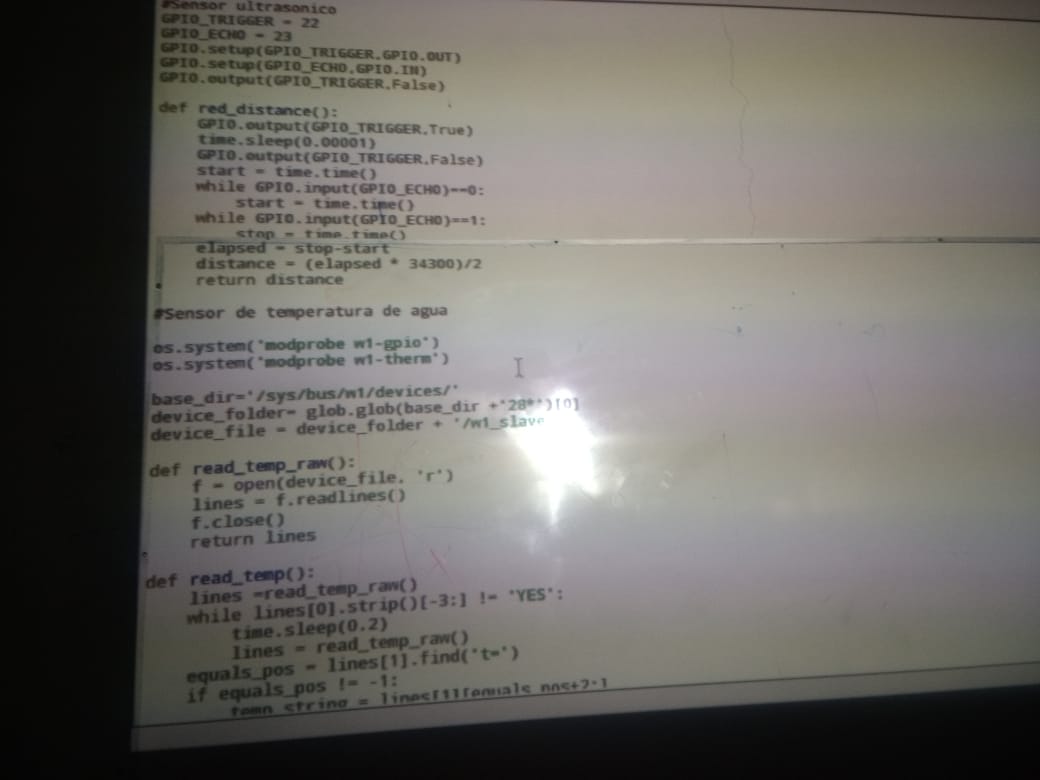 #Sensor ultrasonico
GPIO_TRIGGER = 22
GPIO_ECHO = 23
GPIO.setup(GPIO_TRIGGER,GPIO.OUT)
GPIO.setup(GPIO_ECHO,GPIO.IN)
GPIO.output(GPIO_TRIGGER,False)
def red_distance():
GPIO.output(GPIO_TRIGGER,True)
time.sleep(0.00001)
GPIO.output(GPIO_TRIGGER,False)
start = time.time()
while GPIO.input(GPIO_ECHO)==0:
start = time.time()
while GPIO.input(GPIO_ECHO)==1:
stop = time.time()
elapsed = stop-start
distance = (elapsed * 34300)/2
return distance
#Sensor de temperatura de agua
os.system('modprobe w1-gpio')
os.system('modprobe w1-therm')
base_dir='/sys/bus/w1/devices/'
device_folder= glob.glob(base_dir +'28*')[0]
device_file = device_folder + '/w1_slave
def read_temp_raw():
f = open(device_file, 'r')
lines = f.readlines()
f.close()
return lines
def read_temp():
lines =read_temp_raw()
while lines[0].strip()[-3:] != 'YES':
time.sleep(0.2)
lines = read_temp_raw()
equals_pos = lines[1].find('t=')
if equals_pos != -1:
temp_string = lines[1][equals_pos+2:]